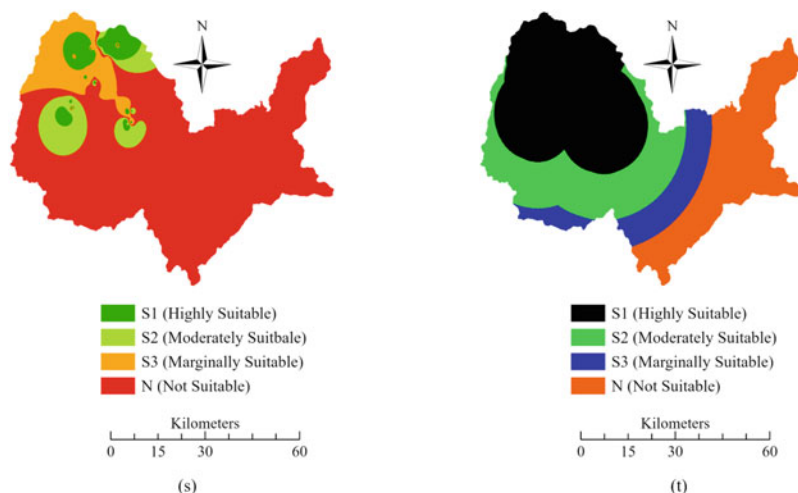 N
S1 (Highly Suitable)
S2 (Moderately Suitbale)
S3 (Marginally Suitable)
N (Not Suitable)
Kilometers
0 15 30 60
(s)
N
S1 (Highly Suitable)
S2 (Moderately Suitable)
S3 (Marginally Suitable)
N (Not Suitable)
Kilometers
0 15 30 60
(t)